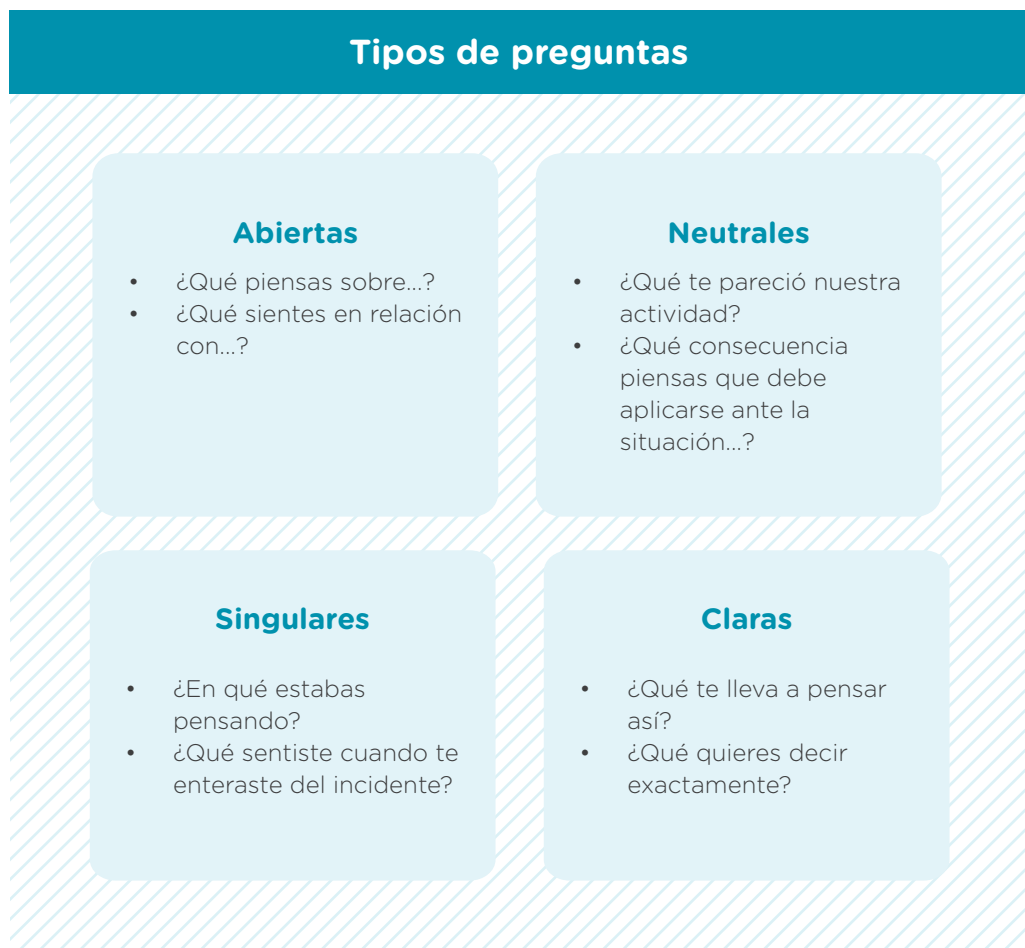 Tipos de preguntas
Abiertas
• ¿Qué piensas sobre...?
• ¿Qué sientes en relación
con...?
Neutrales
• ¿Qué te pareció nuestra
actividad?
• ¿Qué consecuencia
piensas que debe
aplicarse ante la
situación...?
Singulares
• ¿En qué estabas
pensando?
• ¿Qué sentiste cuando te
enteraste del incidente?
Claras
• ¿Qué te lleva a pensar
así?
• ¿Qué quieres decir
exactamente?